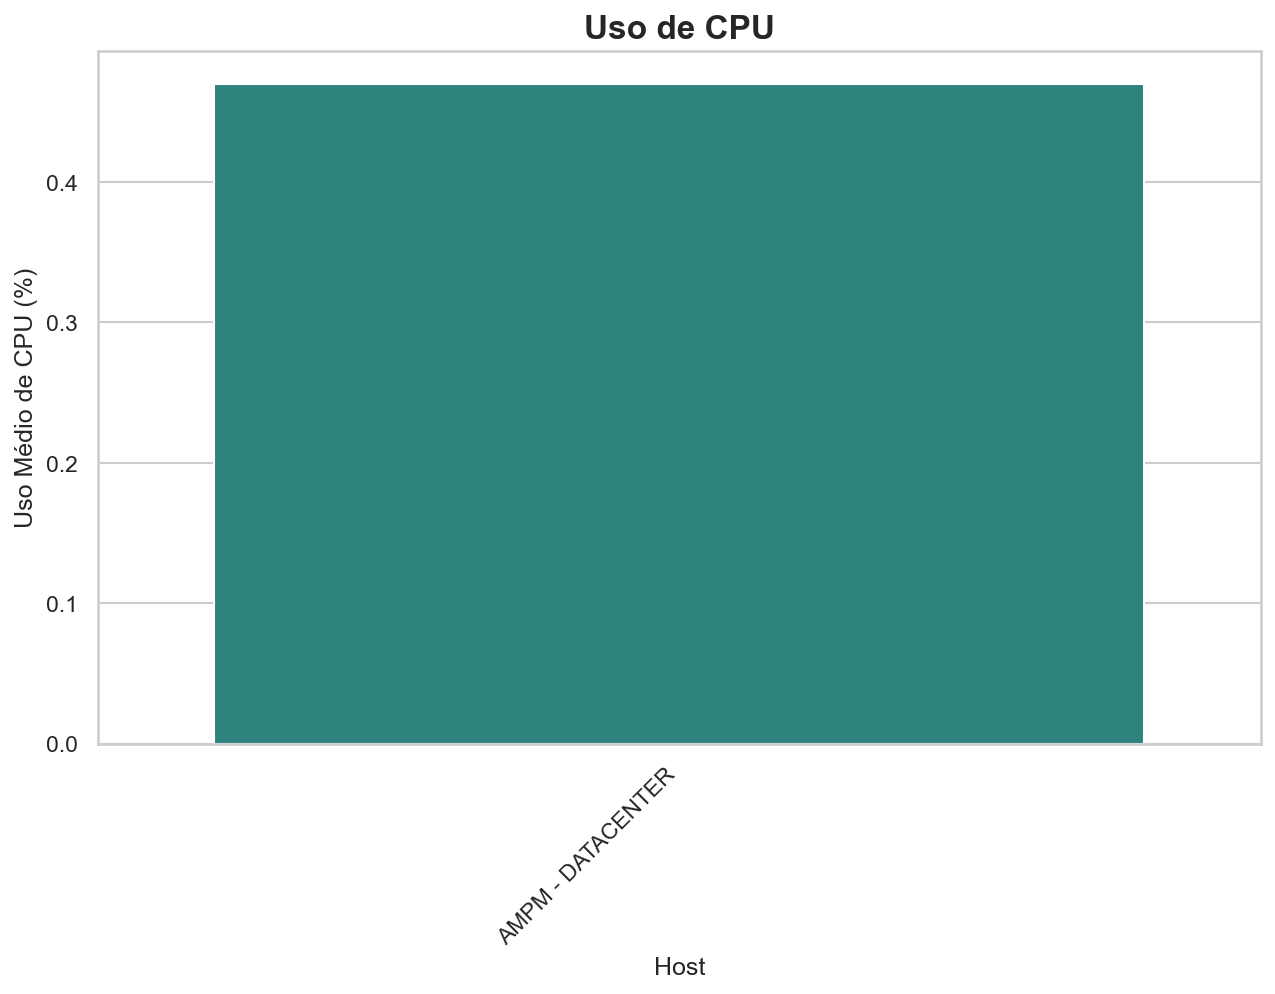 Uso de CPU
Uso Médio de CPU (%)
0.4
0.3
0.2
0.1
0.0
AMPM - DATACENTER
Host